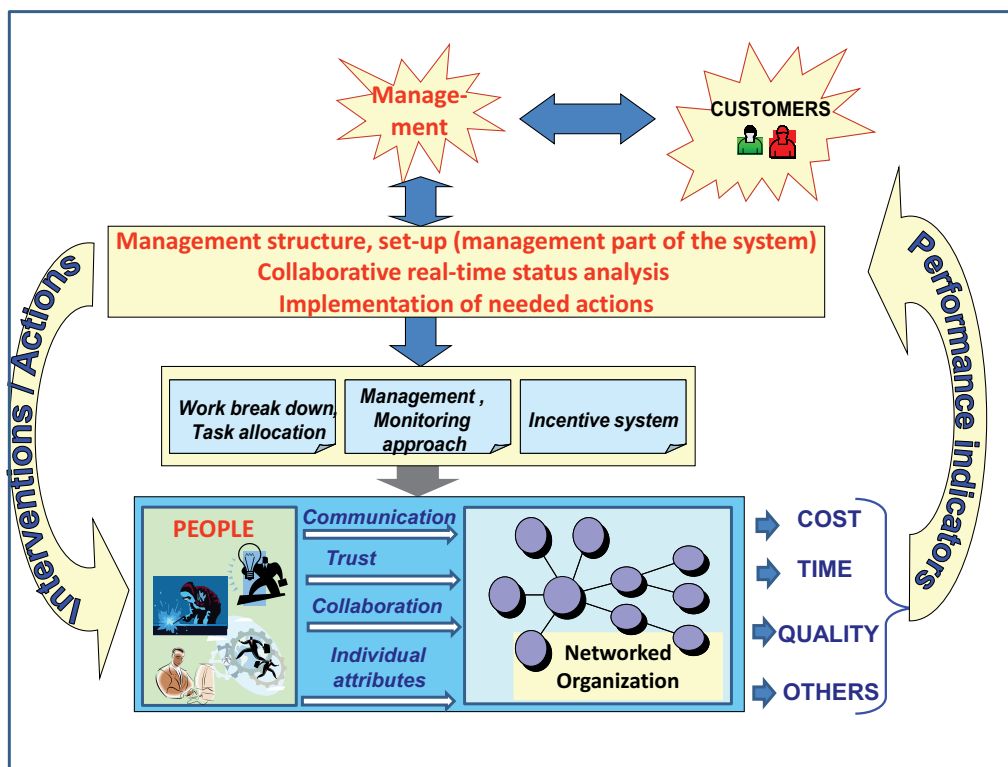 Manage-
ment
CUSTOMERS
Management structure, set-up (management part of the system)
Collaborative real-time status analysis
Implementation of needed actions
Interventions / Actions
Performance indicators
Work break down,
Task allocation
Management ,
Monitoring
approach
Incentive system
PEOPLE
Communication
Trust
Collaboration
Individual
attributes
Networked
Organization
COST
TIME
QUALITY
OTHERS